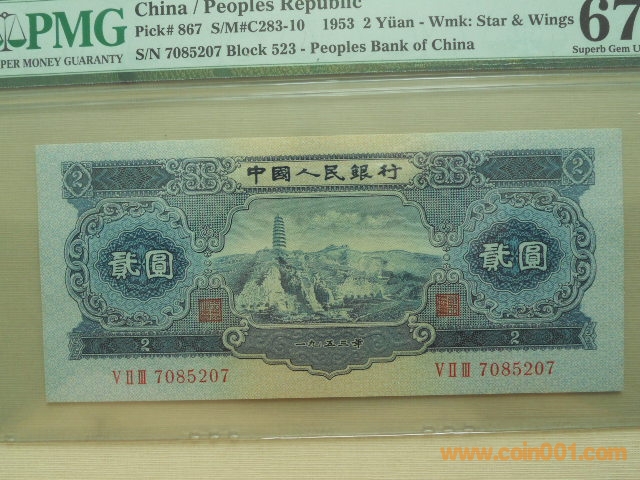 China / Peoples Republic
PMG
Pick# 867 S/M#C283-10 1953 2 Yüan - Wmk: Star & Wings
67
PER MONEY GUARANTY
S/N 7085207 Block 523 - Peoples Bank of China
Superb Gem U
中國人民銀行
2
2
貳圓
貳圓
一九五三年
2
2
VⅡⅢ 7085207
VⅡⅢ 7085207
www.coin001.com